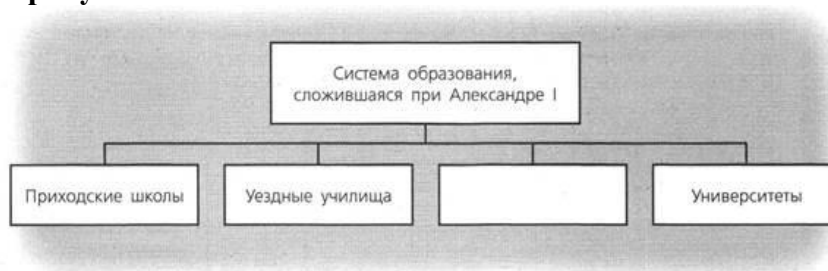 Система образования,
сложившаяся при Александре I
Приходские школы
Уездные училища
Университеты